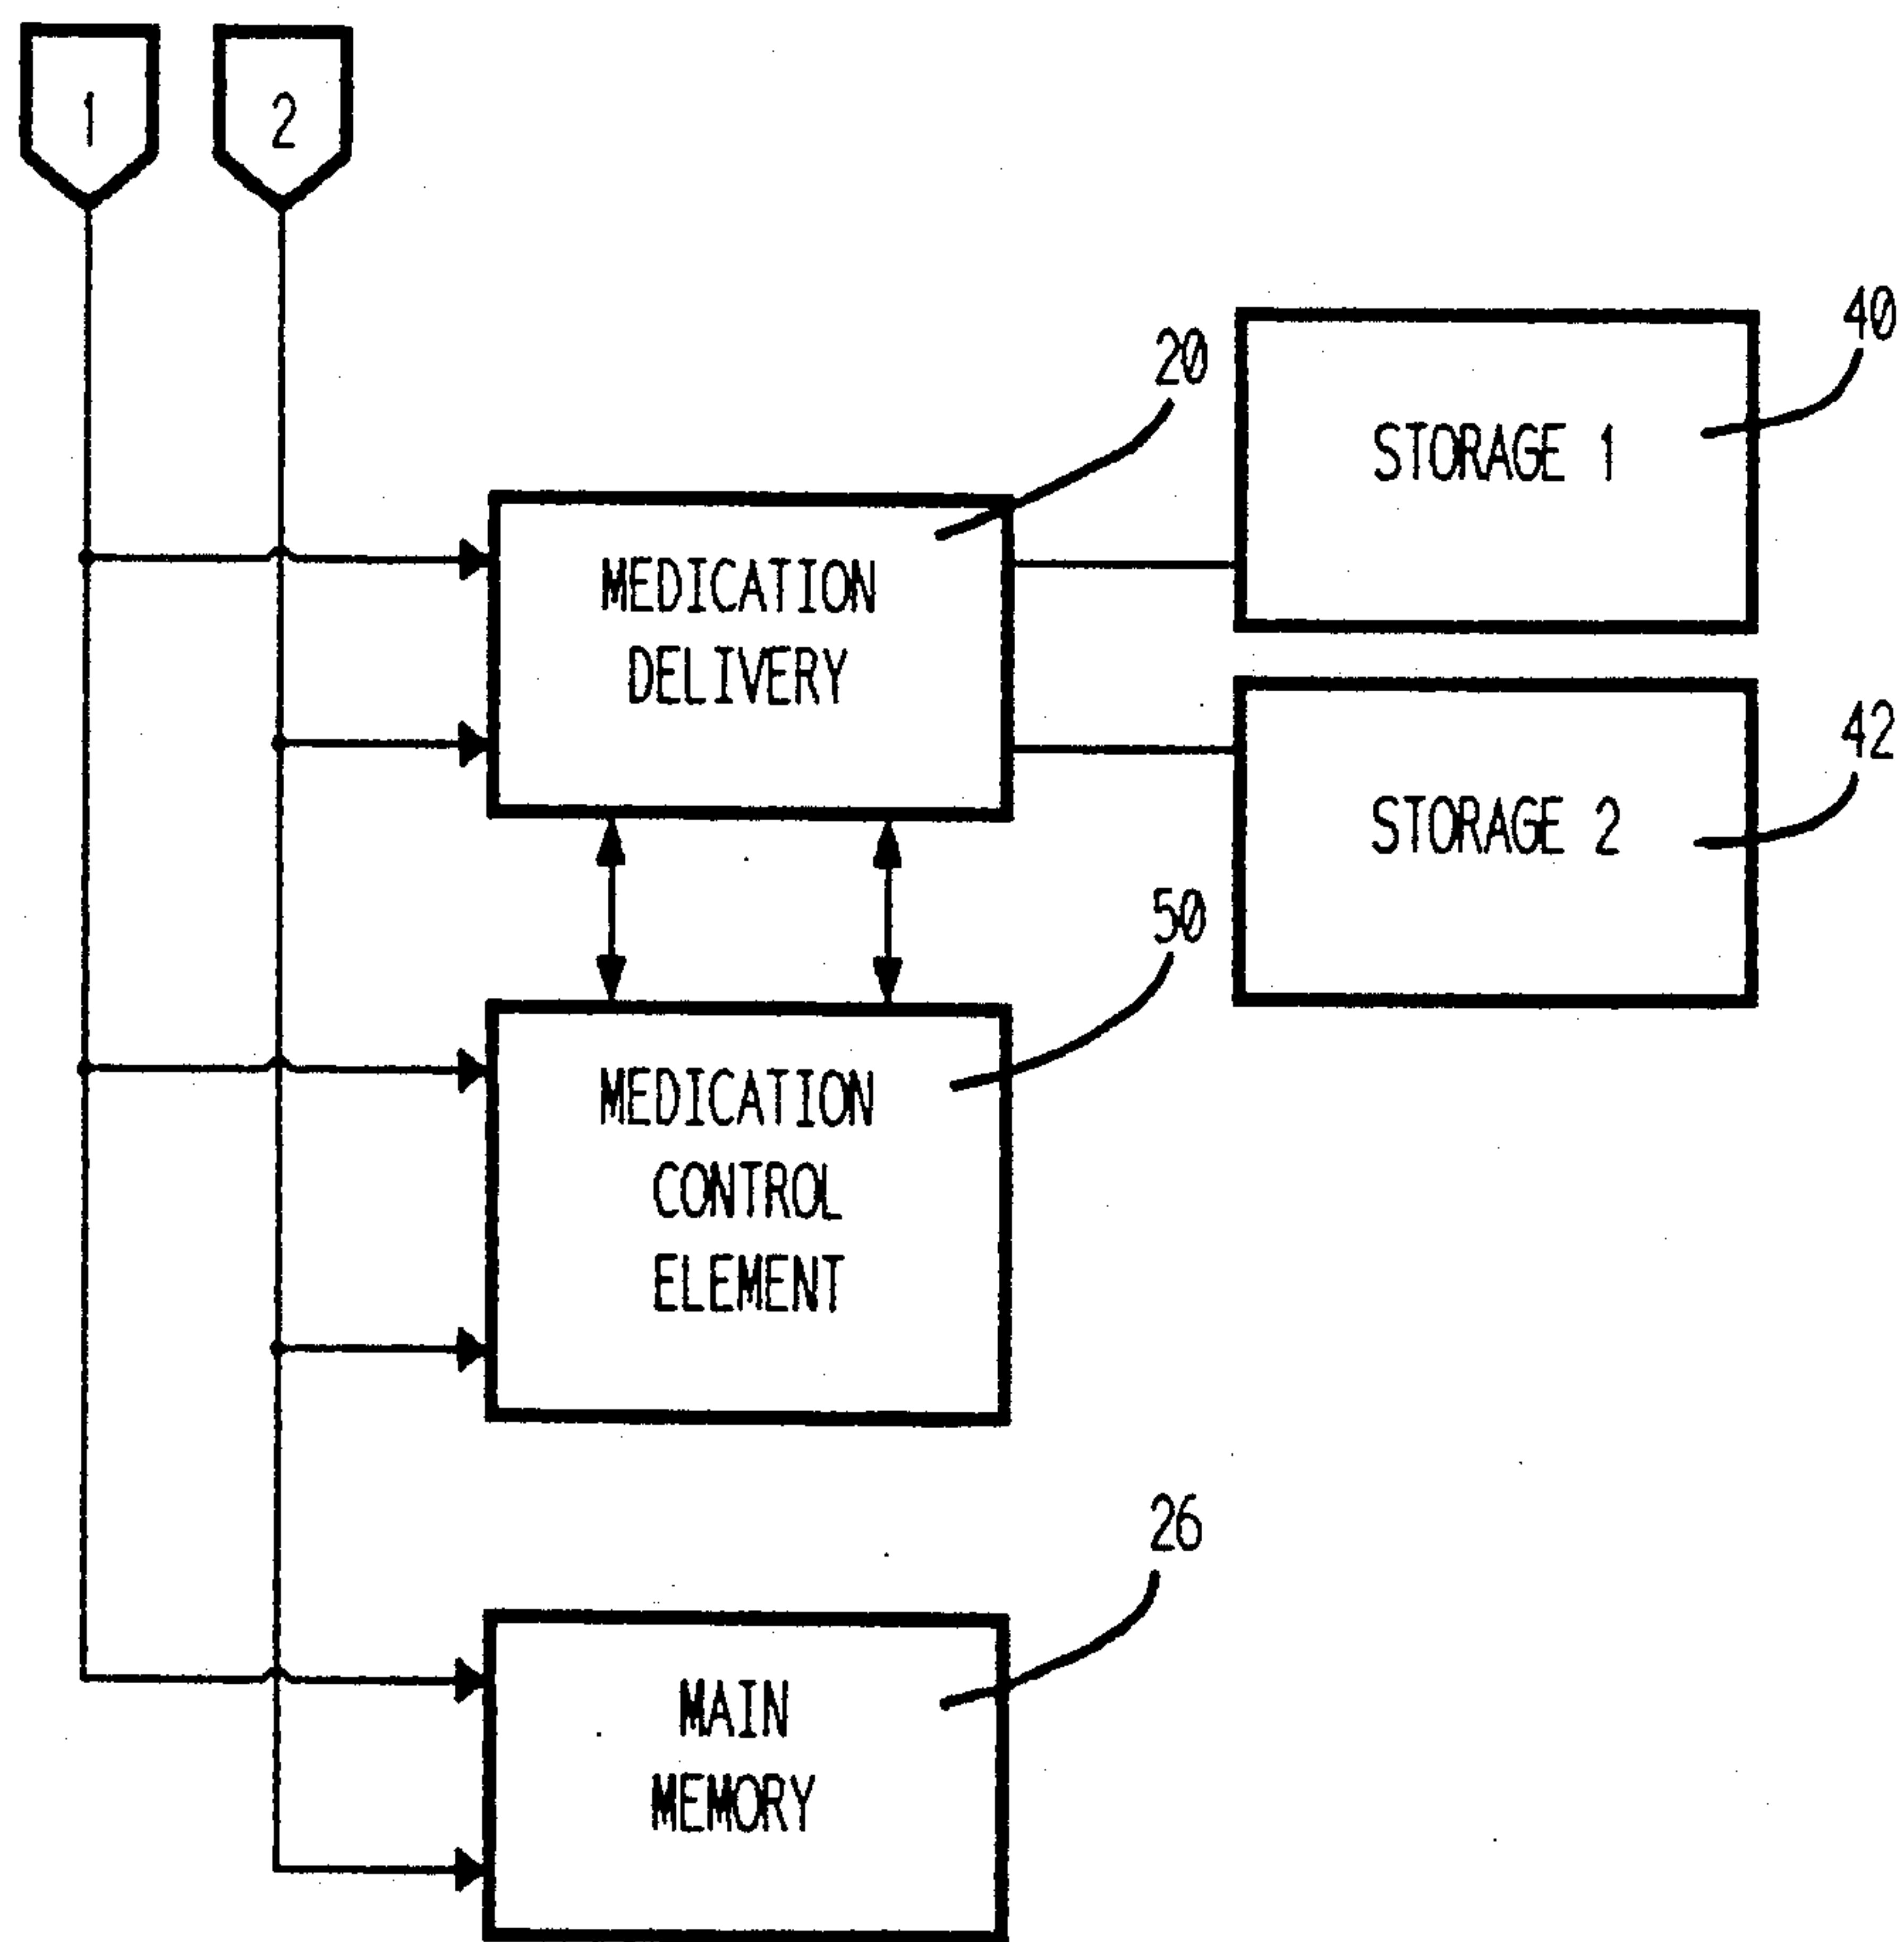 1
2
40
20
STORAGE 1
MEDICATION
DELIVERY
42
STORAGE 2
50
MEDICATION
CONTROL
ELEMENT
26
MAIN
MEMORY